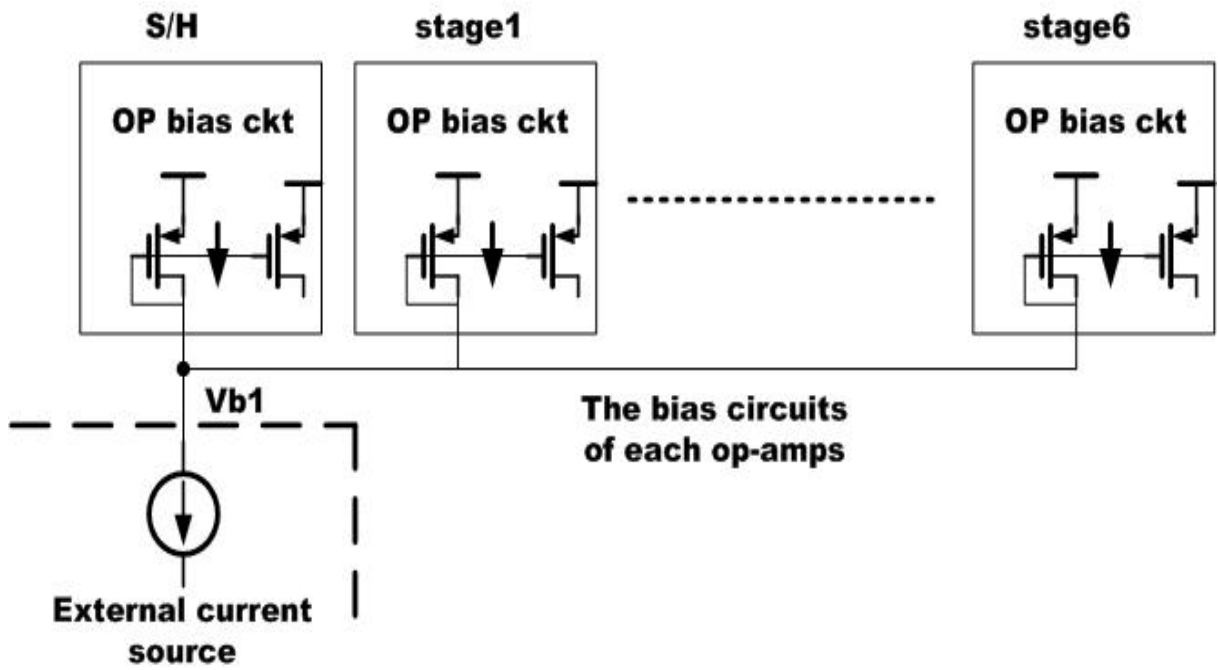 S/H
stage1
stage6
OP bias ckt
OP bias ckt
OP bias ckt
Vb1
The bias circuits
of each op-amps
External current
source